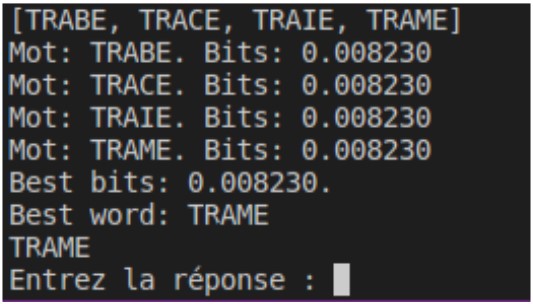 [TRABE, TRACE, TRAIE, TRAME]
Mot: TRABE. Bits: 0.008230
Mot: TRACE. Bits: 0.008230
Mot: TRAIE. Bits: 0.008230
Mot: TRAME. Bits: 0.008230
Best bits: 0.008230.
Best word: TRAME
TRAME
Entrez la réponse :